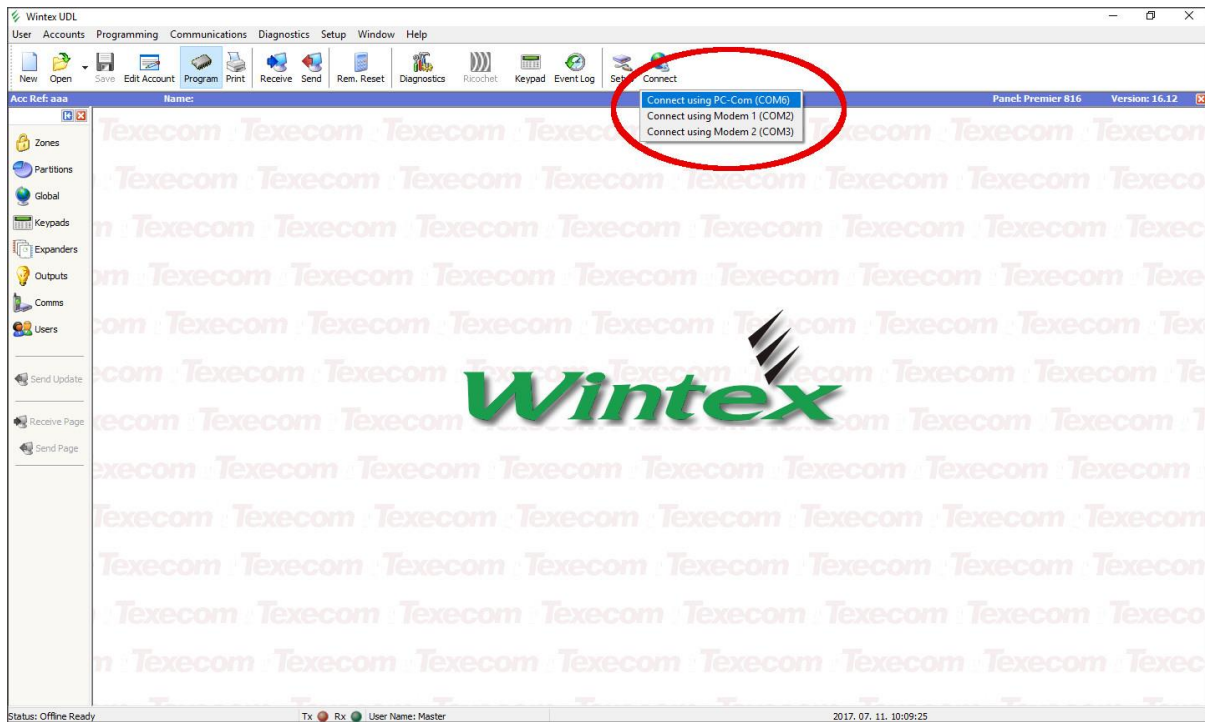 Wintex UDL
User Accounts Programming Communications Diagnostics Setup Window Help
New Open Save Edit Account Program Print Receive Send Rem. Reset Diagnostics Ricochet Keypad Event Log Connect
Acc Ref: aaa Name: Panel: Premier 816 Version: 16.12
Connect using PC-Com (COM6)
Connect using Modem 1 (COM2)
Connect using Modem 2 (COM3)
Zones
Partitions
Global
Keypads
Expanders
Outputs
Comms
Users
Send Update
Receive Page
Send Page
Wintex
Status: Offline Ready Tx Rx User Name: Master 2017. 07. 11. 10:09:25